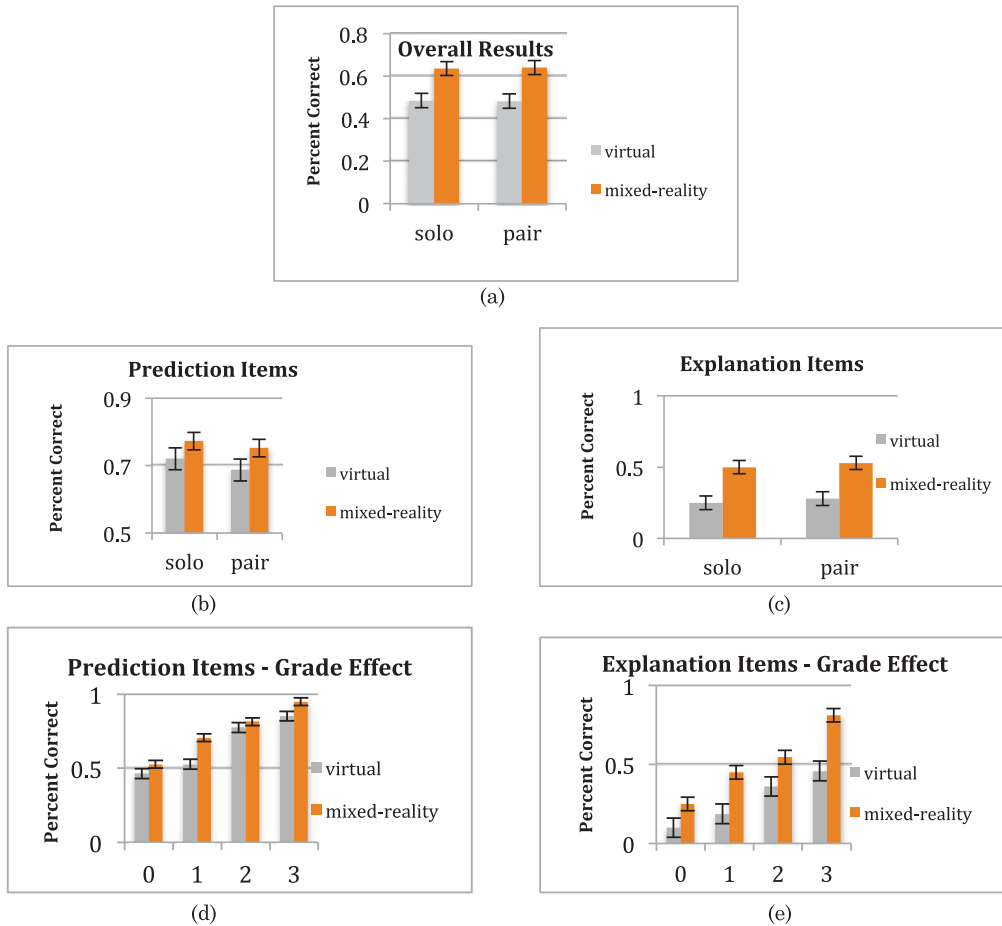 Overall Results
Percent Correct
0.8
0.6
0.4
0.2
0
solo pair
virtual
mixed-reality
(a)
Prediction Items
Percent Correct
0.9
0.7
0.5
solo pair
virtual
mixed-reality
(b)
Explanation Items
Percent Correct
1
0.5
0
solo pair
virtual
mixed-reality
(c)
Prediction Items - Grade Effect
Percent Correct
1
0.5
0
0 1 2 3
virtual
mixed-reality
(d)
Explanation Items - Grade Effect
Percent Correct
1
0.5
0
0 1 2 3
virtual
mixed-reality
(e)